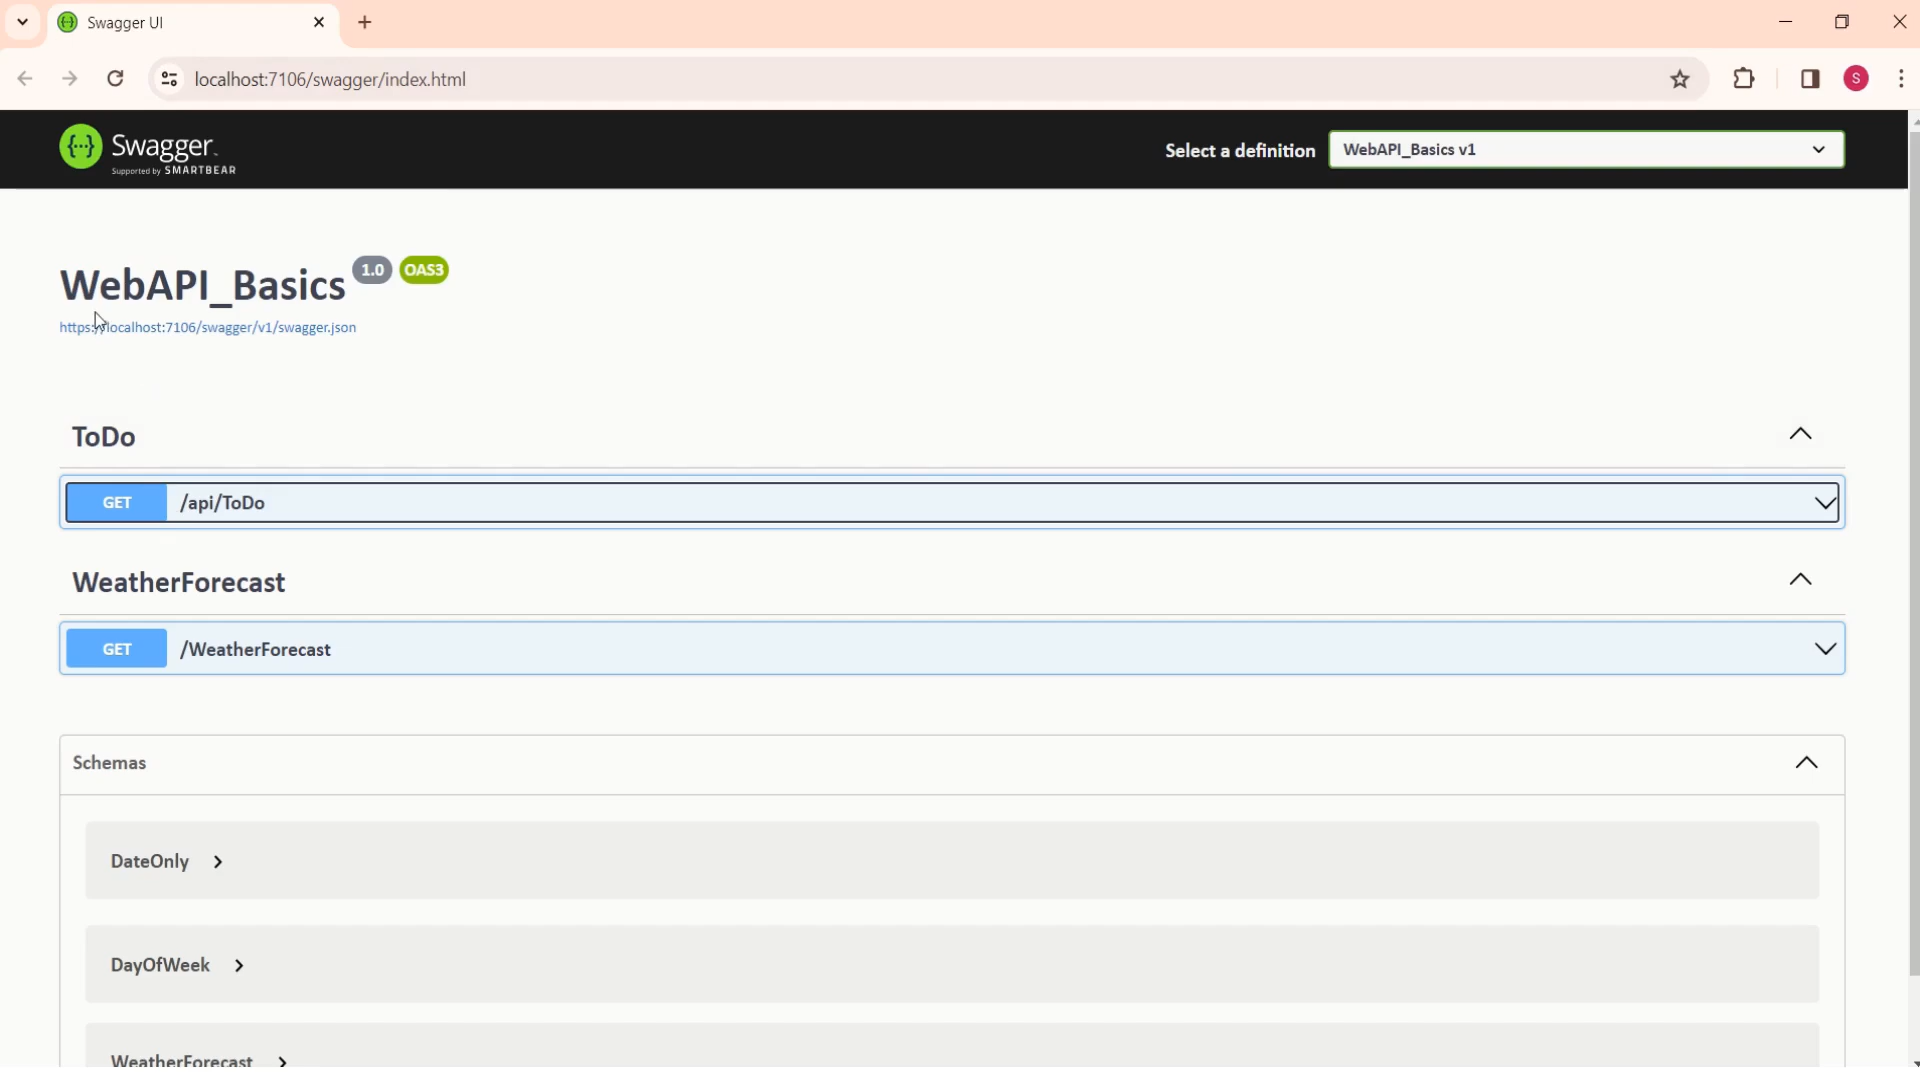 Swagger UI
localhost:7106/swagger/index.html
S
Swagger
Supported by SMARTBEAR
Select a definition
WebAPI_Basics v1
WebAPI_Basics 1.0 OAS3
https://localhost:7106/swagger/v1/swagger.json
ToDo
GET /api/ToDo
WeatherForecast
GET /WeatherForecast
Schemas
DateOnly
DayOfWeek
WeatherForecast